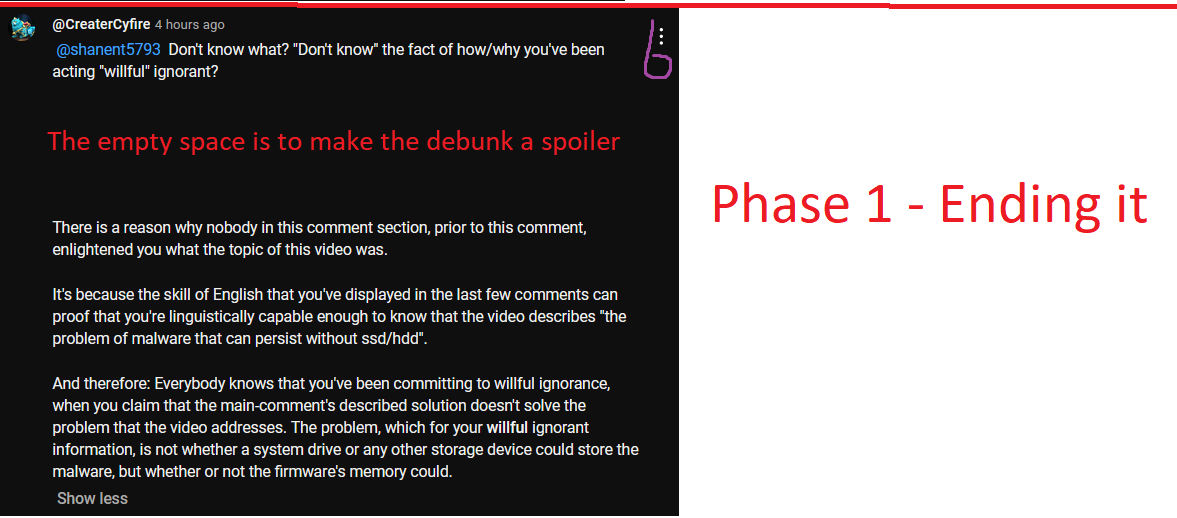 @CreaterCyfire 4 hours ago
@shanent5793 Don't know what? "Don't know" the fact of how/why you've been
acting "willful" ignorant?
6
The empty space is to make the debunk a spoiler
Phase 1 - Ending it
There is a reason why nobody in this comment section, prior to this comment,
enlightened you what the topic of this video was.
It's because the skill of English that you've displayed in the last few comments can
proof that you're linguistically capable enough to know that the video describes "the
problem of malware that can persist without ssd/hdd".
And therefore: Everybody knows that you've been committing to willful ignorance,
when you claim that the main-comment's described solution doesn't solve the
problem that the video addresses. The problem, which for your willful ignorant
information, is not whether a system drive or any other storage device could store the
malware, but whether or not the firmware's memory could.
Show less